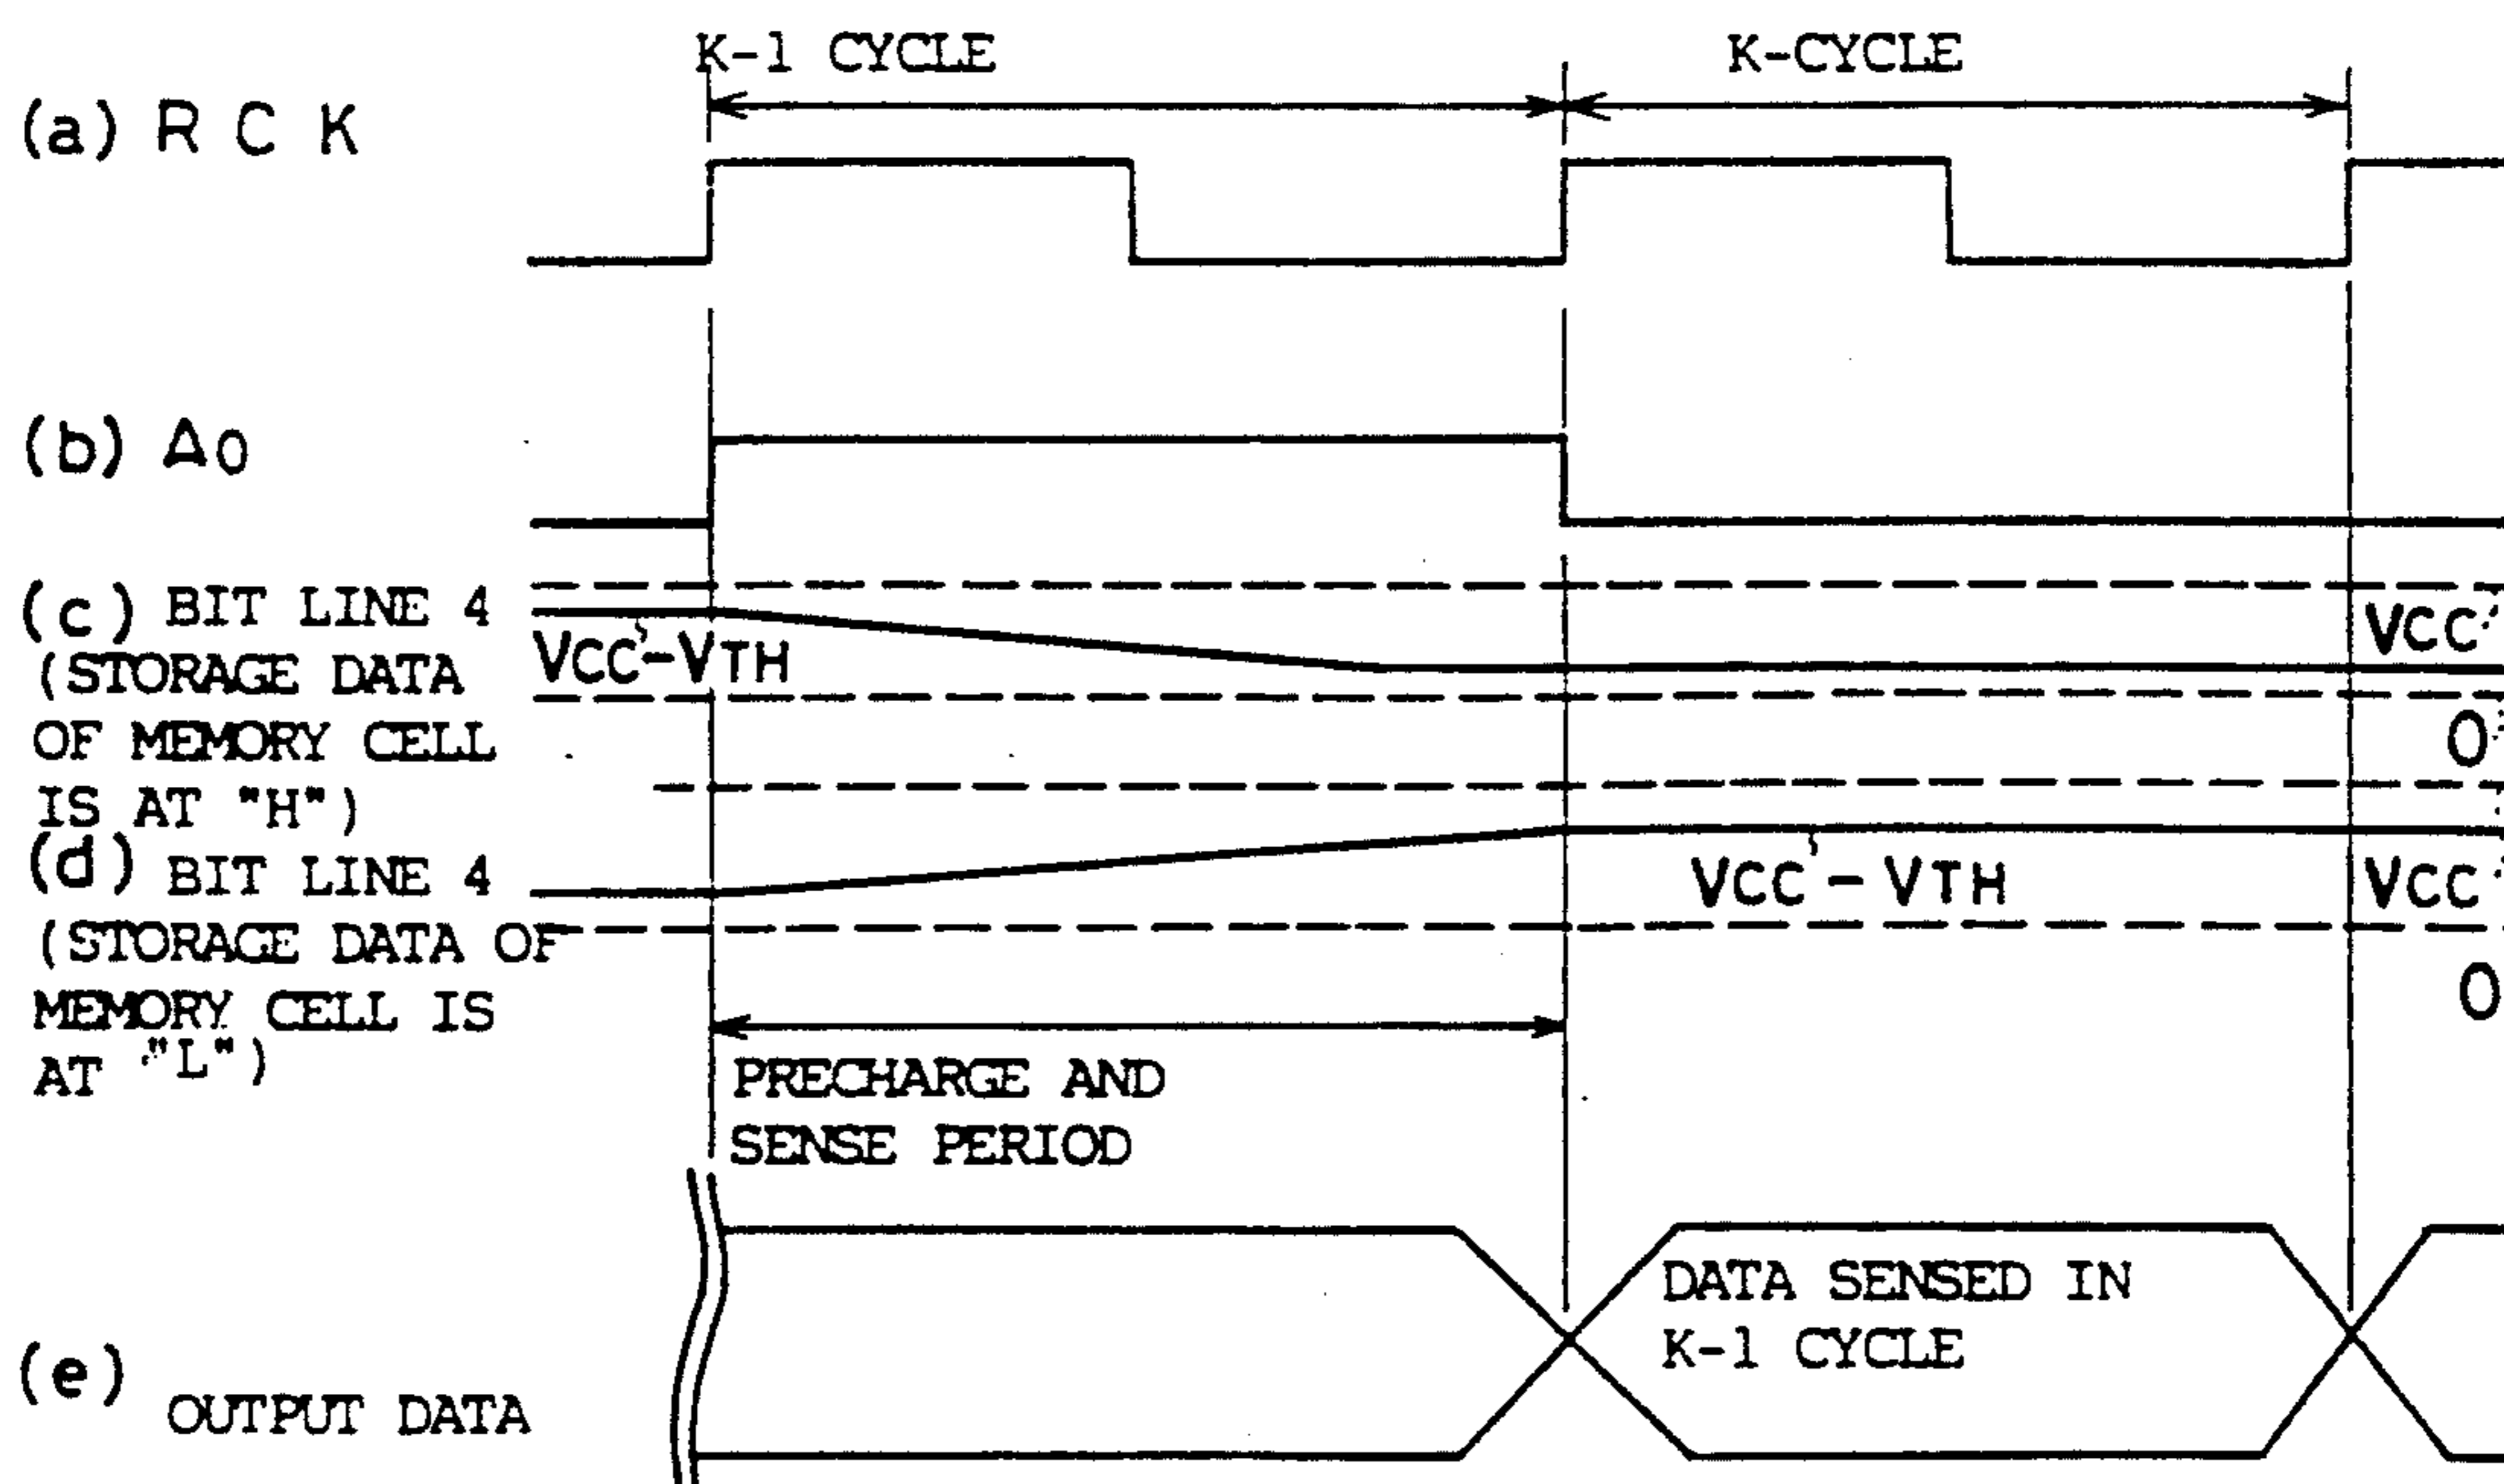 K-1 CYCLE
K-CYCLE
(a) R C K
(b) A0
(c) BIT LINE 4
(STORAGE DATA
OF MEMORY CELL
IS AT "H")
VCC-VTH
VCC
0
(d) BIT LINE 4
(STORAGE DATA OF
MEMORY CELL IS
AT "L")
VCC - VTH
VCC
0
PRECHARGE AND
SENSE PERIOD
DATA SENSED IN
K-1 CYCLE
(e) OUTPUT DATA